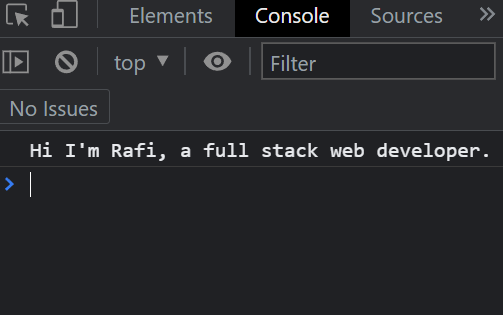 Elements Console Sources
top Filter
No Issues
Hi I'm Rafi, a full stack web developer.